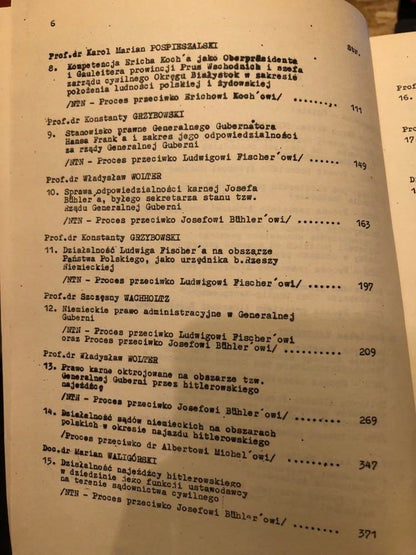 6
Prof.dr Karol Marian POSPIESZALSKI
Str.
8. Kompetencja Ericha Koch'a jako Oberpräsidenta
i Gauleitera prowincji Prus Wschodnich i szefa
zarządu cywilnego Okręgu Białystok w zakresie
położenia ludności polskiej i żydowskiej
/NTN - Proces przeciwko Erichowi Koch'owi/ ........ 111
Prof.dr Konstanty GRZYBOWSKI
9. Stanowisko prawne Generalnego Gubernatora
Hansa Frank'a i zakres jego odpowiedzialności
za rządy Generalnej Guberni
/NTN - Proces przeciwko Ludwigowi Fischer'owi/ ...... 149
Prof.dr Władysław WOLTER
10. Sprawa odpowiedzialności karnej Josefa
Bühler'a, byłego sekretarza stanu tzw.
Rządu Generalnej Guberni
/NTN - Proces przeciwko Josefowi Bühler'owi/ ........ 163
Prof.dr Konstanty GRZYBOWSKI
11. Działalność Ludwiga Fischer'a na obszarze
Państwa Polskiego, jako urzędnika b.Rzeszy
Niemieckiej
/NTN - Proces przeciwko Ludwigowi Fischer'owi/ ...... 197
Prof.dr Szczęsny WACHHOLTZ
12. Niemieckie prawo administracyjne w Generalnej
Guberni
/NTN - Proces przeciwko Ludwigowi Fischer'owi
oraz Proces przeciwko Josefowi Bühler'owi/ ........ 209
Prof.dr Władysław WOLTER
13. Prawo karne oktrojowane na obszarze tzw.
Generalnej Guberni przez hitlerowskiego
najeźdźcę
/NTN - Proces przeciwko Josefowi Bühler'owi/ ........ 269
14. Działalność sądów niemieckich na obszarach
polskich w okresie najazdu hitlerowskiego
/Proces przeciwko dr Albertowi Michel'owi/ ........ 347
Doc.dr Marian WALIGÓRSKI
15. Działalność najeźdźcy hitlerowskiego
w dziedzinie jego funkcji ustawodawcy
na terenie sądownictwa cywilnego
/NTN - Proces przeciwko Josefowi Bühler'owi/ ........ 371
Prof
16.
Prof
17.